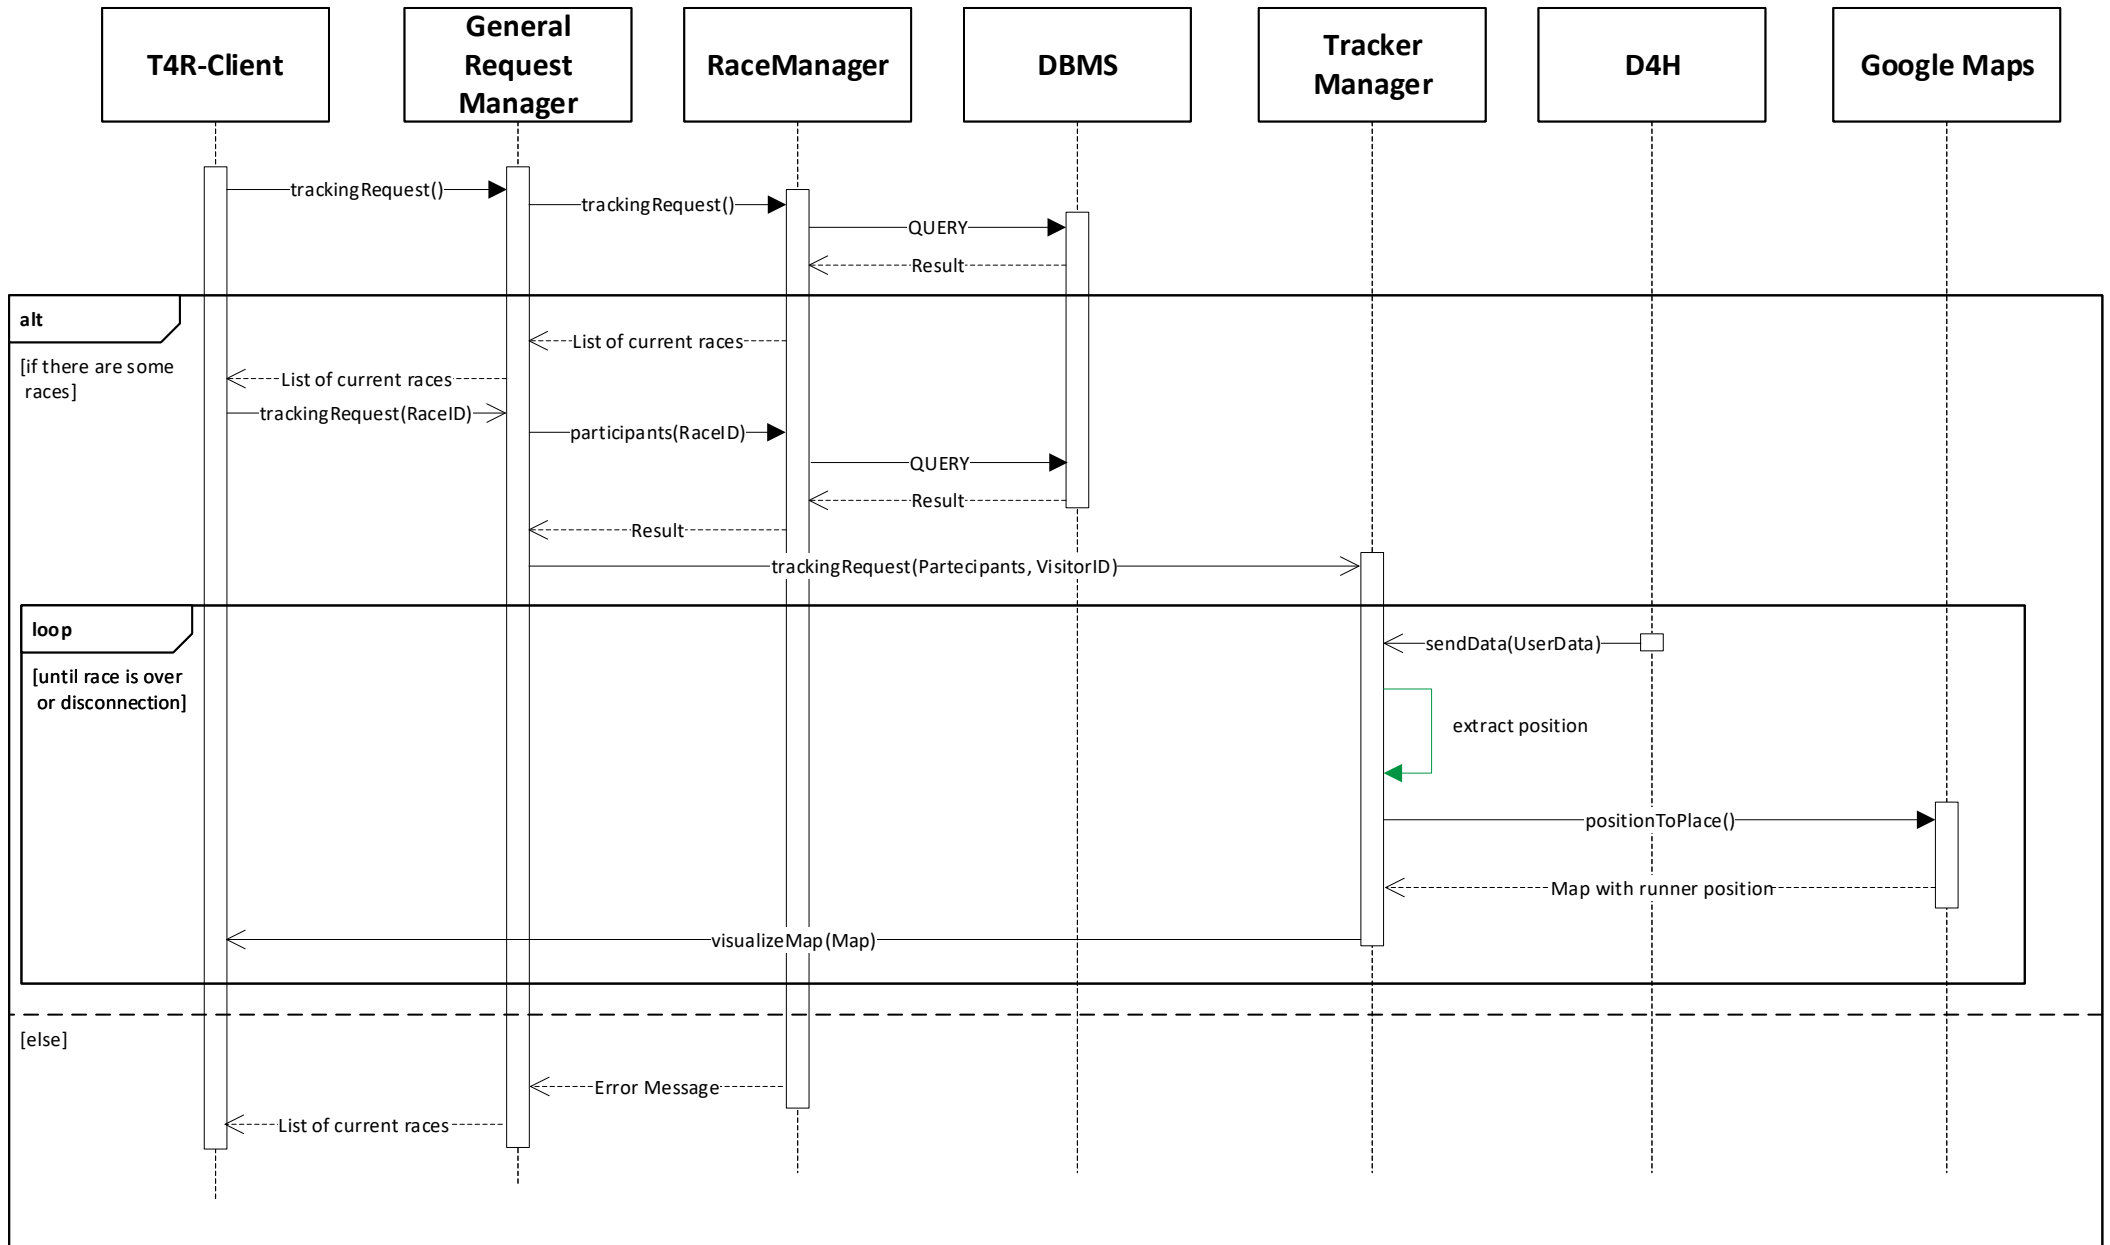 T4R-Client
General
Request
Manager
RaceManager
DBMS
Tracker
Manager
D4H
Google Maps
trackingRequest()
trackingRequest()
QUERY
Result
alt
[if there are some
races]
List of current races
List of current races
trackingRequest(RaceID)
participants(RaceID)
QUERY
Result
Result
trackingRequest(Partecipants, VisitorID)
loop
[until race is over
or disconnection]
sendData(UserData)
extract position
positionToPlace()
Map with runner position
visualizeMap(Map)
[else]
Error Message
List of current races